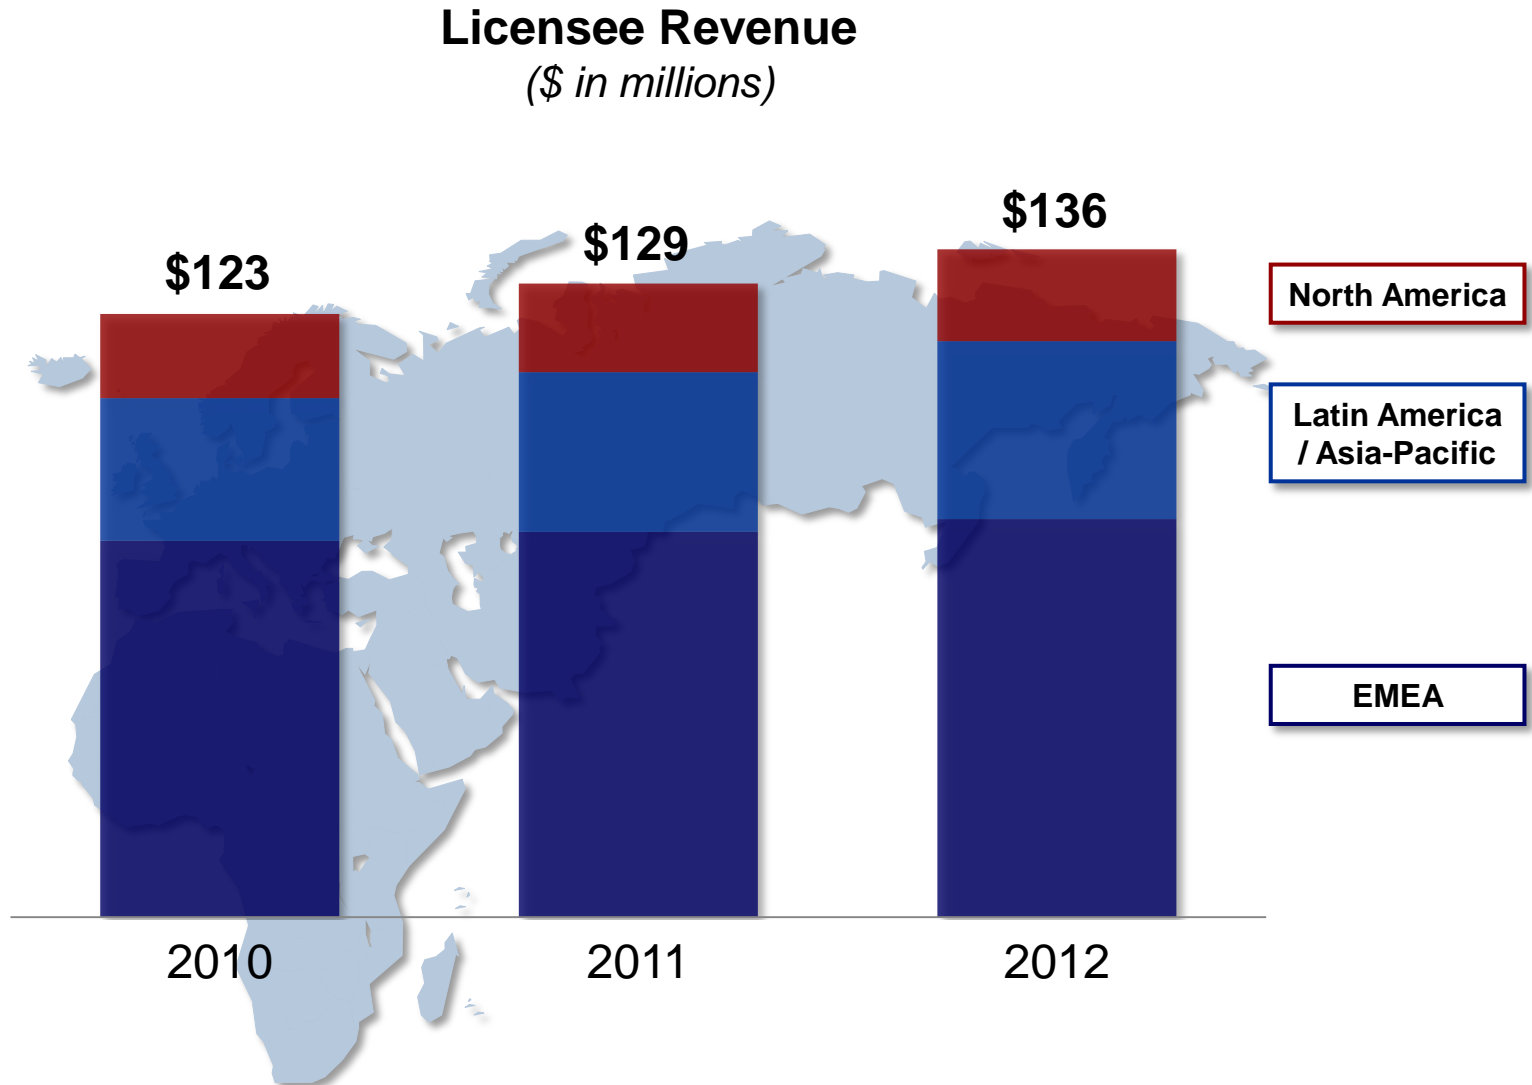 Licensee Revenue
($ in millions)
$123
$129
$136
North America
Latin America
/ Asia-Pacific
EMEA
2010
2011
2012